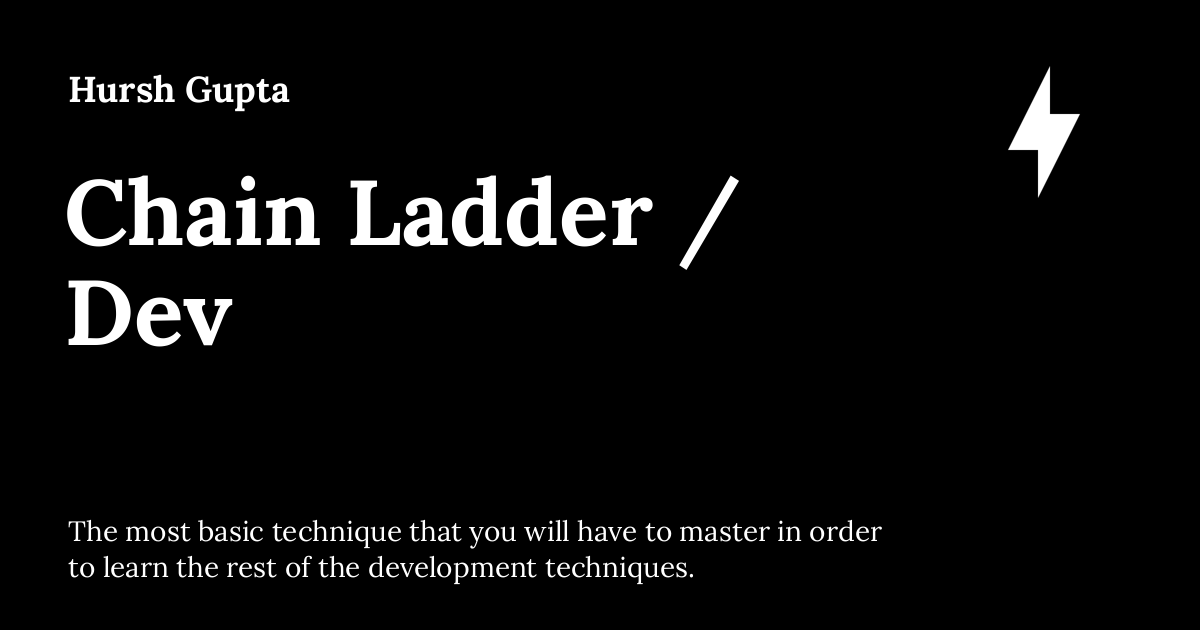 Hursh Gupta
Chain Ladder /
Dev
The most basic technique that you will have to master in order
to learn the rest of the development techniques.